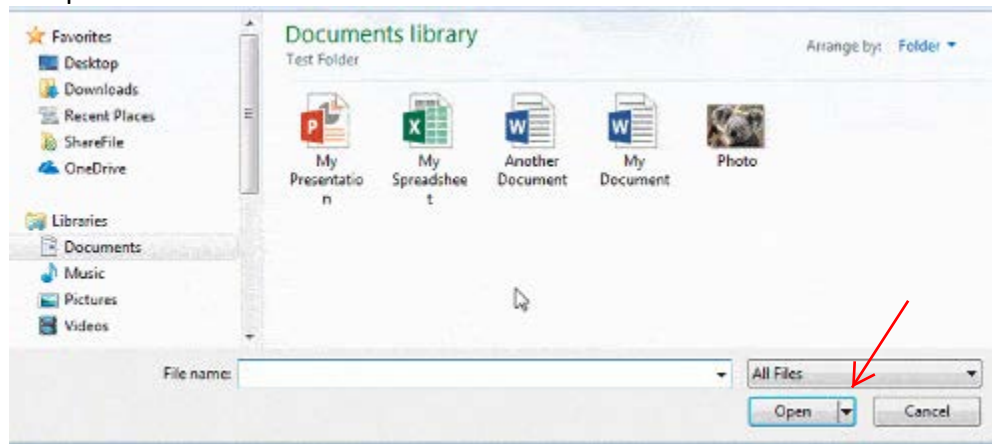 Favorites
Desktop
Downloads
Recent Places
ShareFile
OneDrive
Libraries
Documents
Music
Pictures
Videos
Documents library
Test Folder
Arrange by: Folder
P
My
Presentatio
n
X
My
Spreadshee
t
W
Another
Document
W
My
Document
Photo
File name:
All Files
Open
Cancel